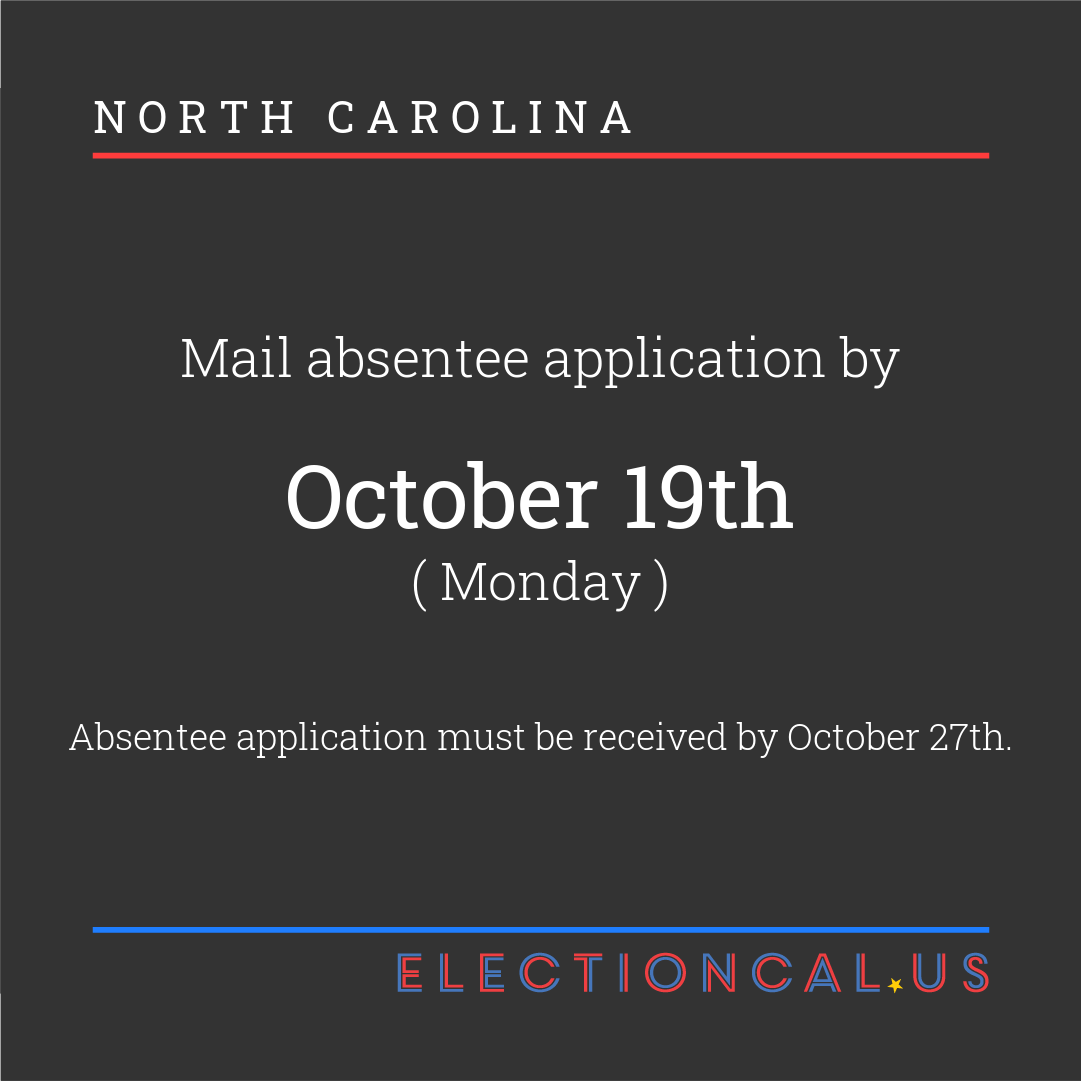 NORTH CAROLINA
Mail absentee application by
October 19th
( Monday )
Absentee application must be received by October 27th.
ELECTIONCAL.US